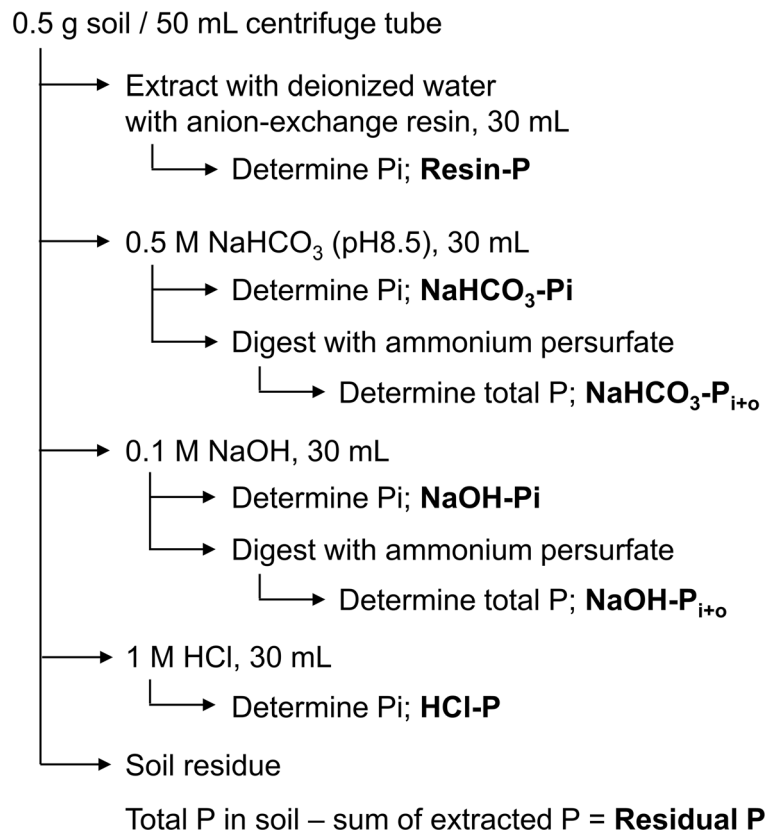 0.5 g soil / 50 mL centrifuge tube
Extract with deionized water
with anion-exchange resin, 30 mL
Determine Pi; Resin-P
0.5 M NaHCO₃ (pH8.5), 30 mL
Determine Pi; NaHCO₃-Pi
Digest with ammonium persurfate
Determine total P; NaHCO₃-Pᵢ₊ₒ
0.1 M NaOH, 30 mL
Determine Pi; NaOH-Pi
Digest with ammonium persurfate
Determine total P; NaOH-Pᵢ₊ₒ
1 M HCl, 30 mL
Determine Pi; HCl-P
Soil residue
Total P in soil – sum of extracted P = Residual P